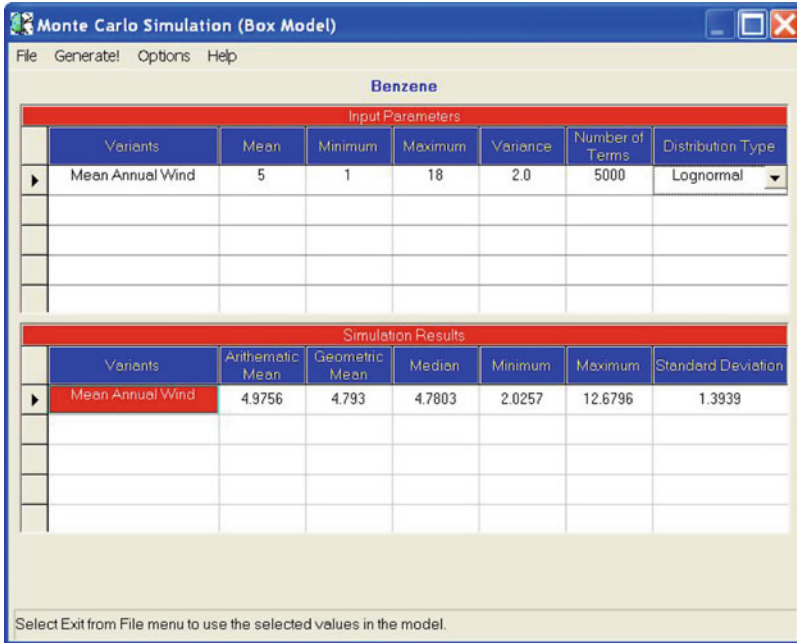 Monte Carlo Simulation (Box Model)
File Generate! Options Help
Benzene
Input Parameters
Variants Mean Minimum Maximum Variance Number of Terms Distribution Type
Mean Annual Wind 5 1 18 2.0 5000 Lognormal
Simulation Results
Variants Arithematic Mean Geometric Mean Median Minimum Maximum Standard Deviation
Mean Annual Wind 4.9756 4.793 4.7803 2.0257 12.6796 1.3939
Select Exit from File menu to use the selected values in the model.